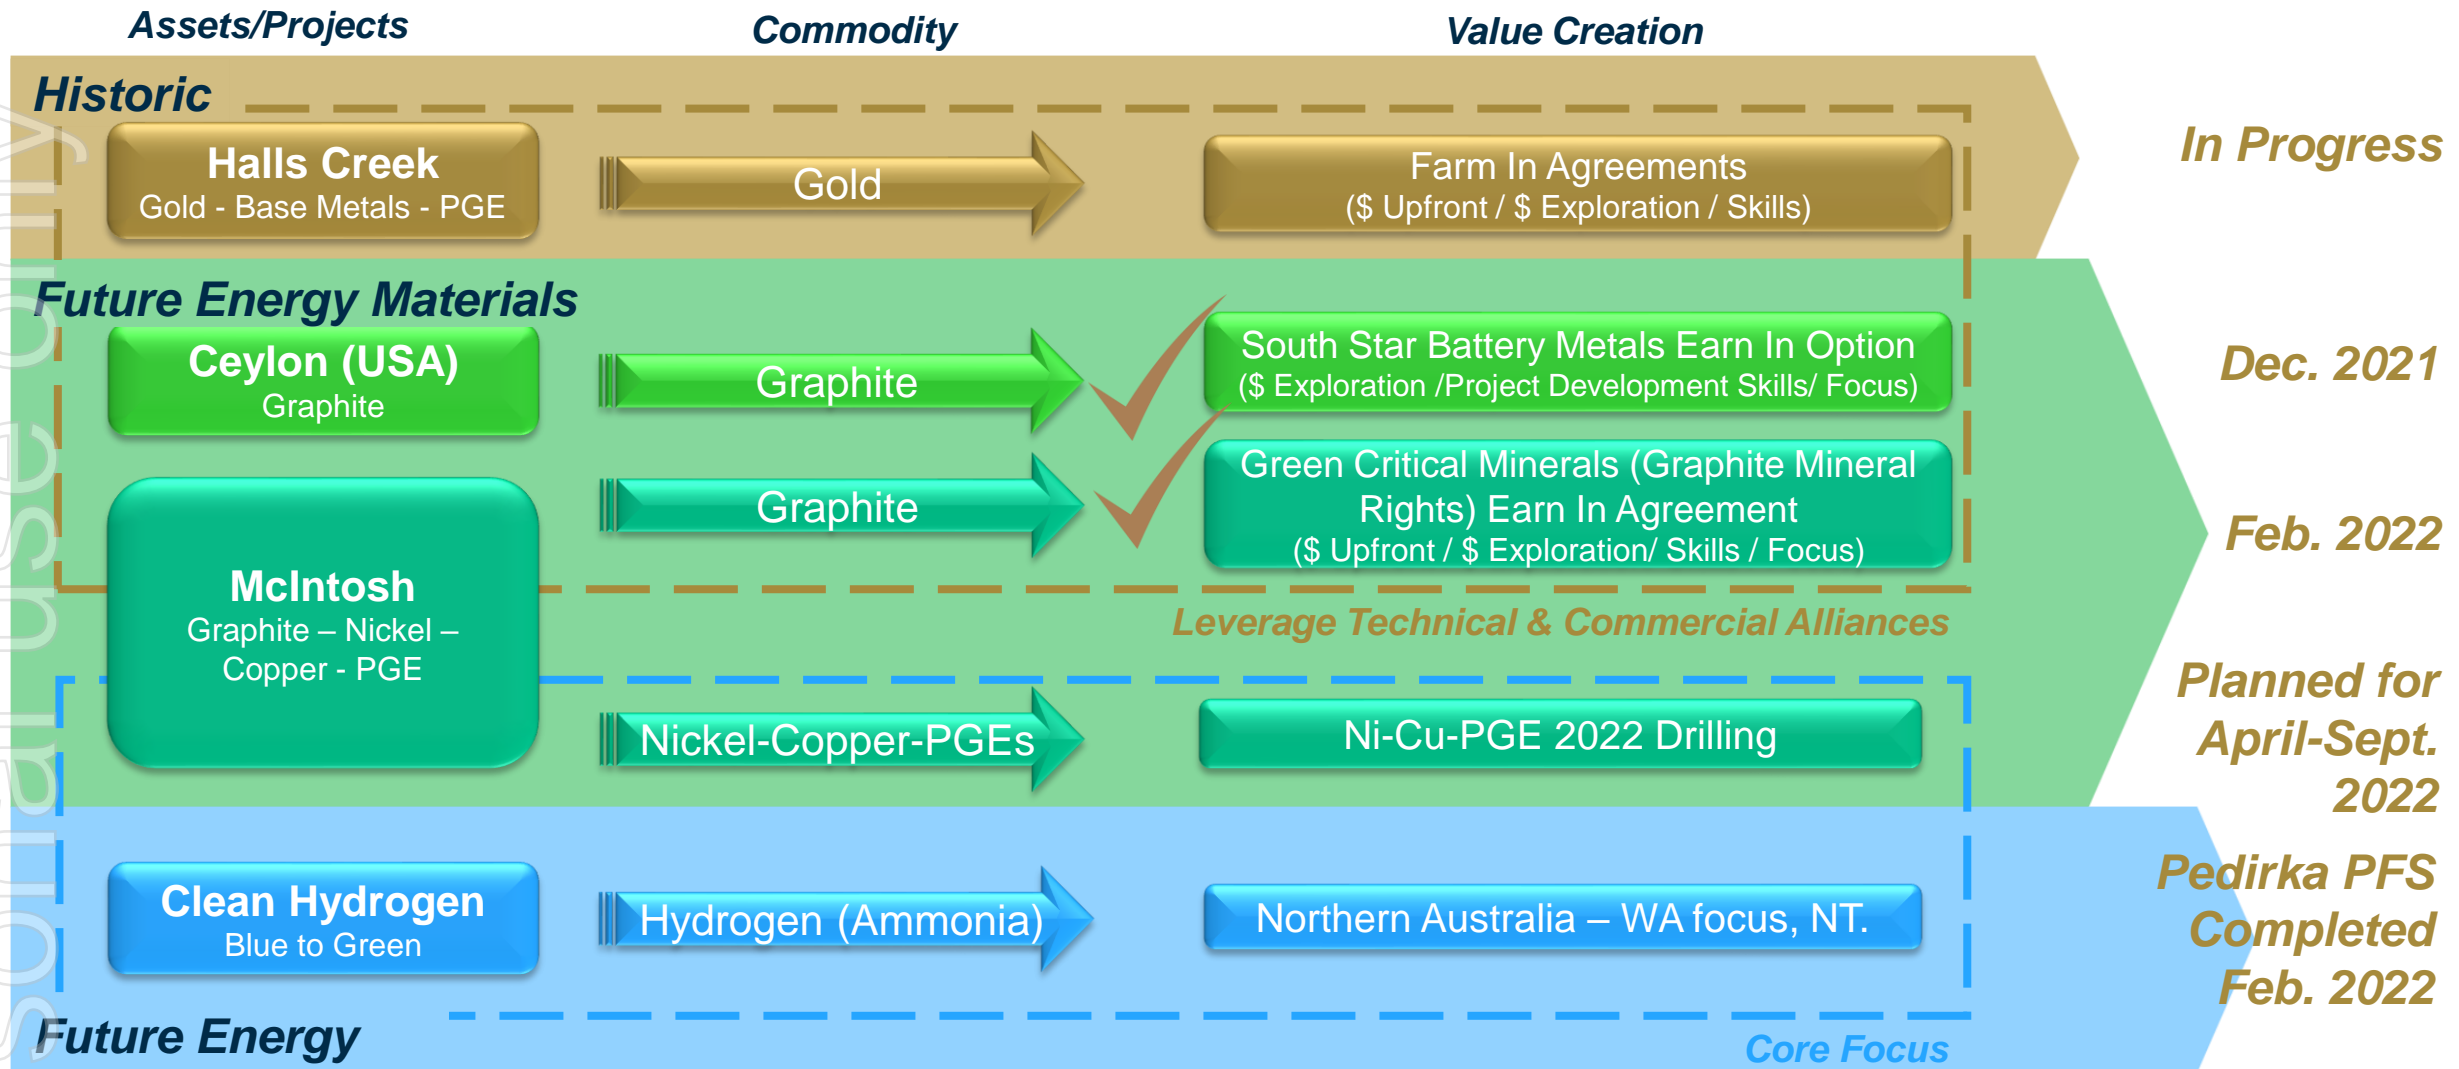 Assets/Projects
Commodity
Value Creation
Historic
Halls Creek
Gold - Base Metals - PGE
Gold
Farm In Agreements
($ Upfront / $ Exploration / Skills)
In Progress
Future Energy Materials
Ceylon (USA)
Graphite
Graphite
South Star Battery Metals Earn In Option
($ Exploration /Project Development Skills/ Focus)
Dec. 2021
McIntosh
Graphite – Nickel –
Copper - PGE
Graphite
Green Critical Minerals (Graphite Mineral
Rights) Earn In Agreement
($ Upfront / $ Exploration/ Skills / Focus)
Feb. 2022
Leverage Technical & Commercial Alliances
Nickel-Copper-PGEs
Ni-Cu-PGE 2022 Drilling
Planned for
April-Sept.
2022
Clean Hydrogen
Blue to Green
Hydrogen (Ammonia)
Northern Australia – WA focus, NT.
Pedirka PFS
Completed
Feb. 2022
Future Energy
Core Focus
sonal use only